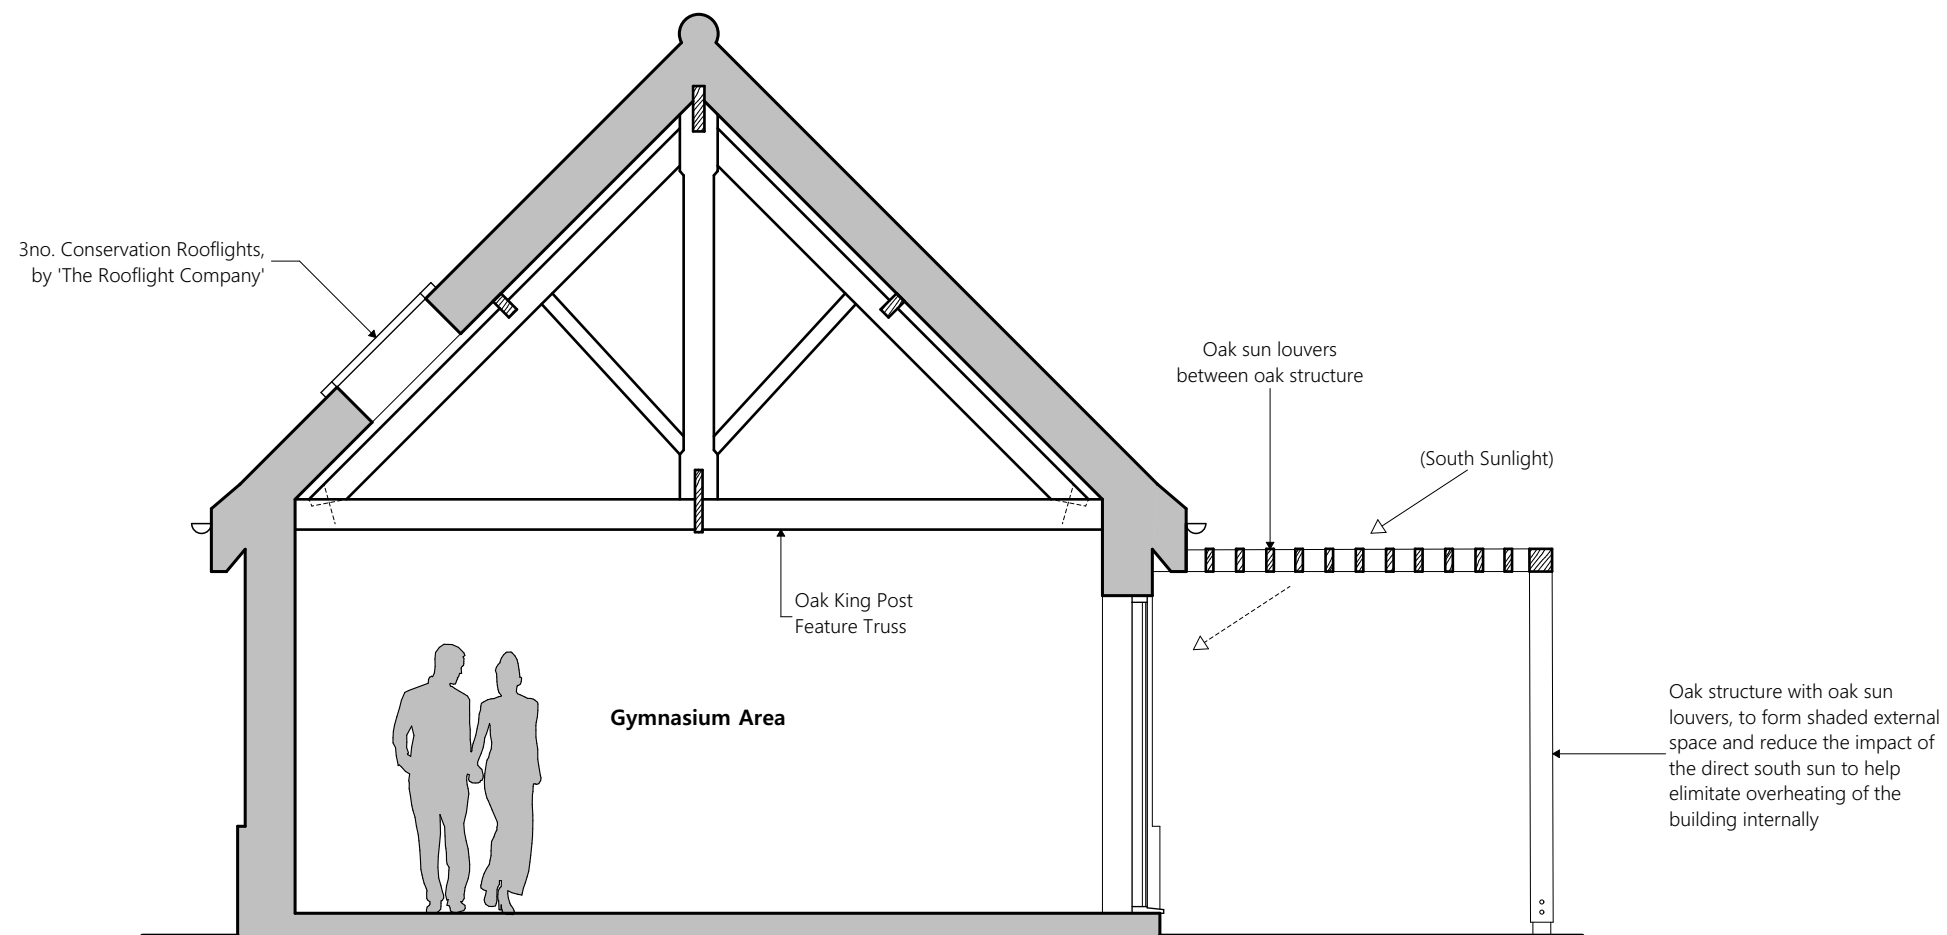 3no. Conservation Rooflights,
by 'The Rooflight Company'
Oak sun louvers
between oak structure
(South Sunlight)
Oak King Post
Feature Truss
Gymnasium Area
Oak structure with oak sun
louvers, to form shaded external
space and reduce the impact of
the direct south sun to help
elimitate overheating of the
building internally